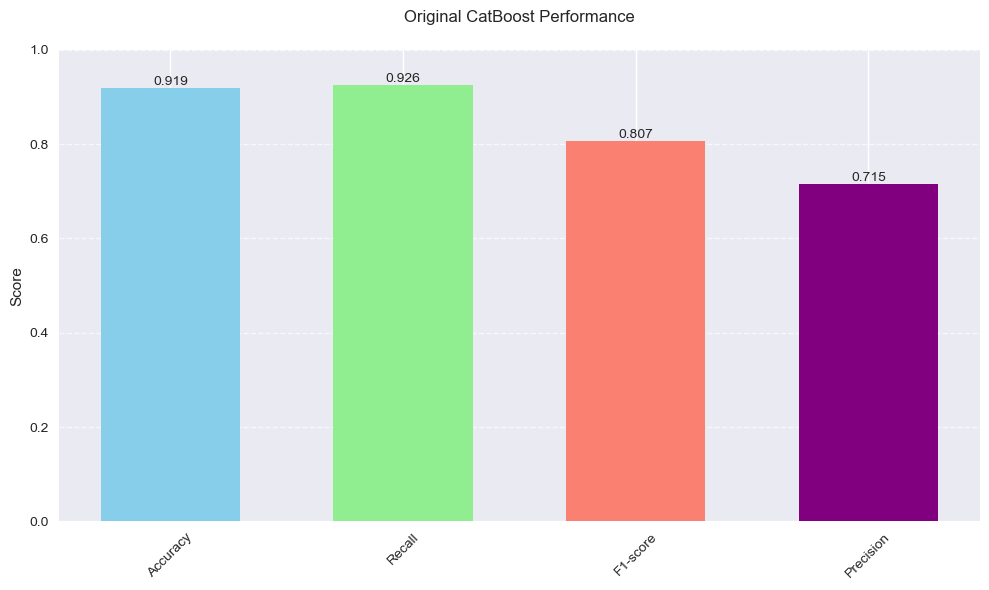 Original CatBoost Performance
Score
1.0
0.8
0.6
0.4
0.2
0.0
0.919
0.926
0.807
0.715
Accuracy
Recall
F1-score
Precision